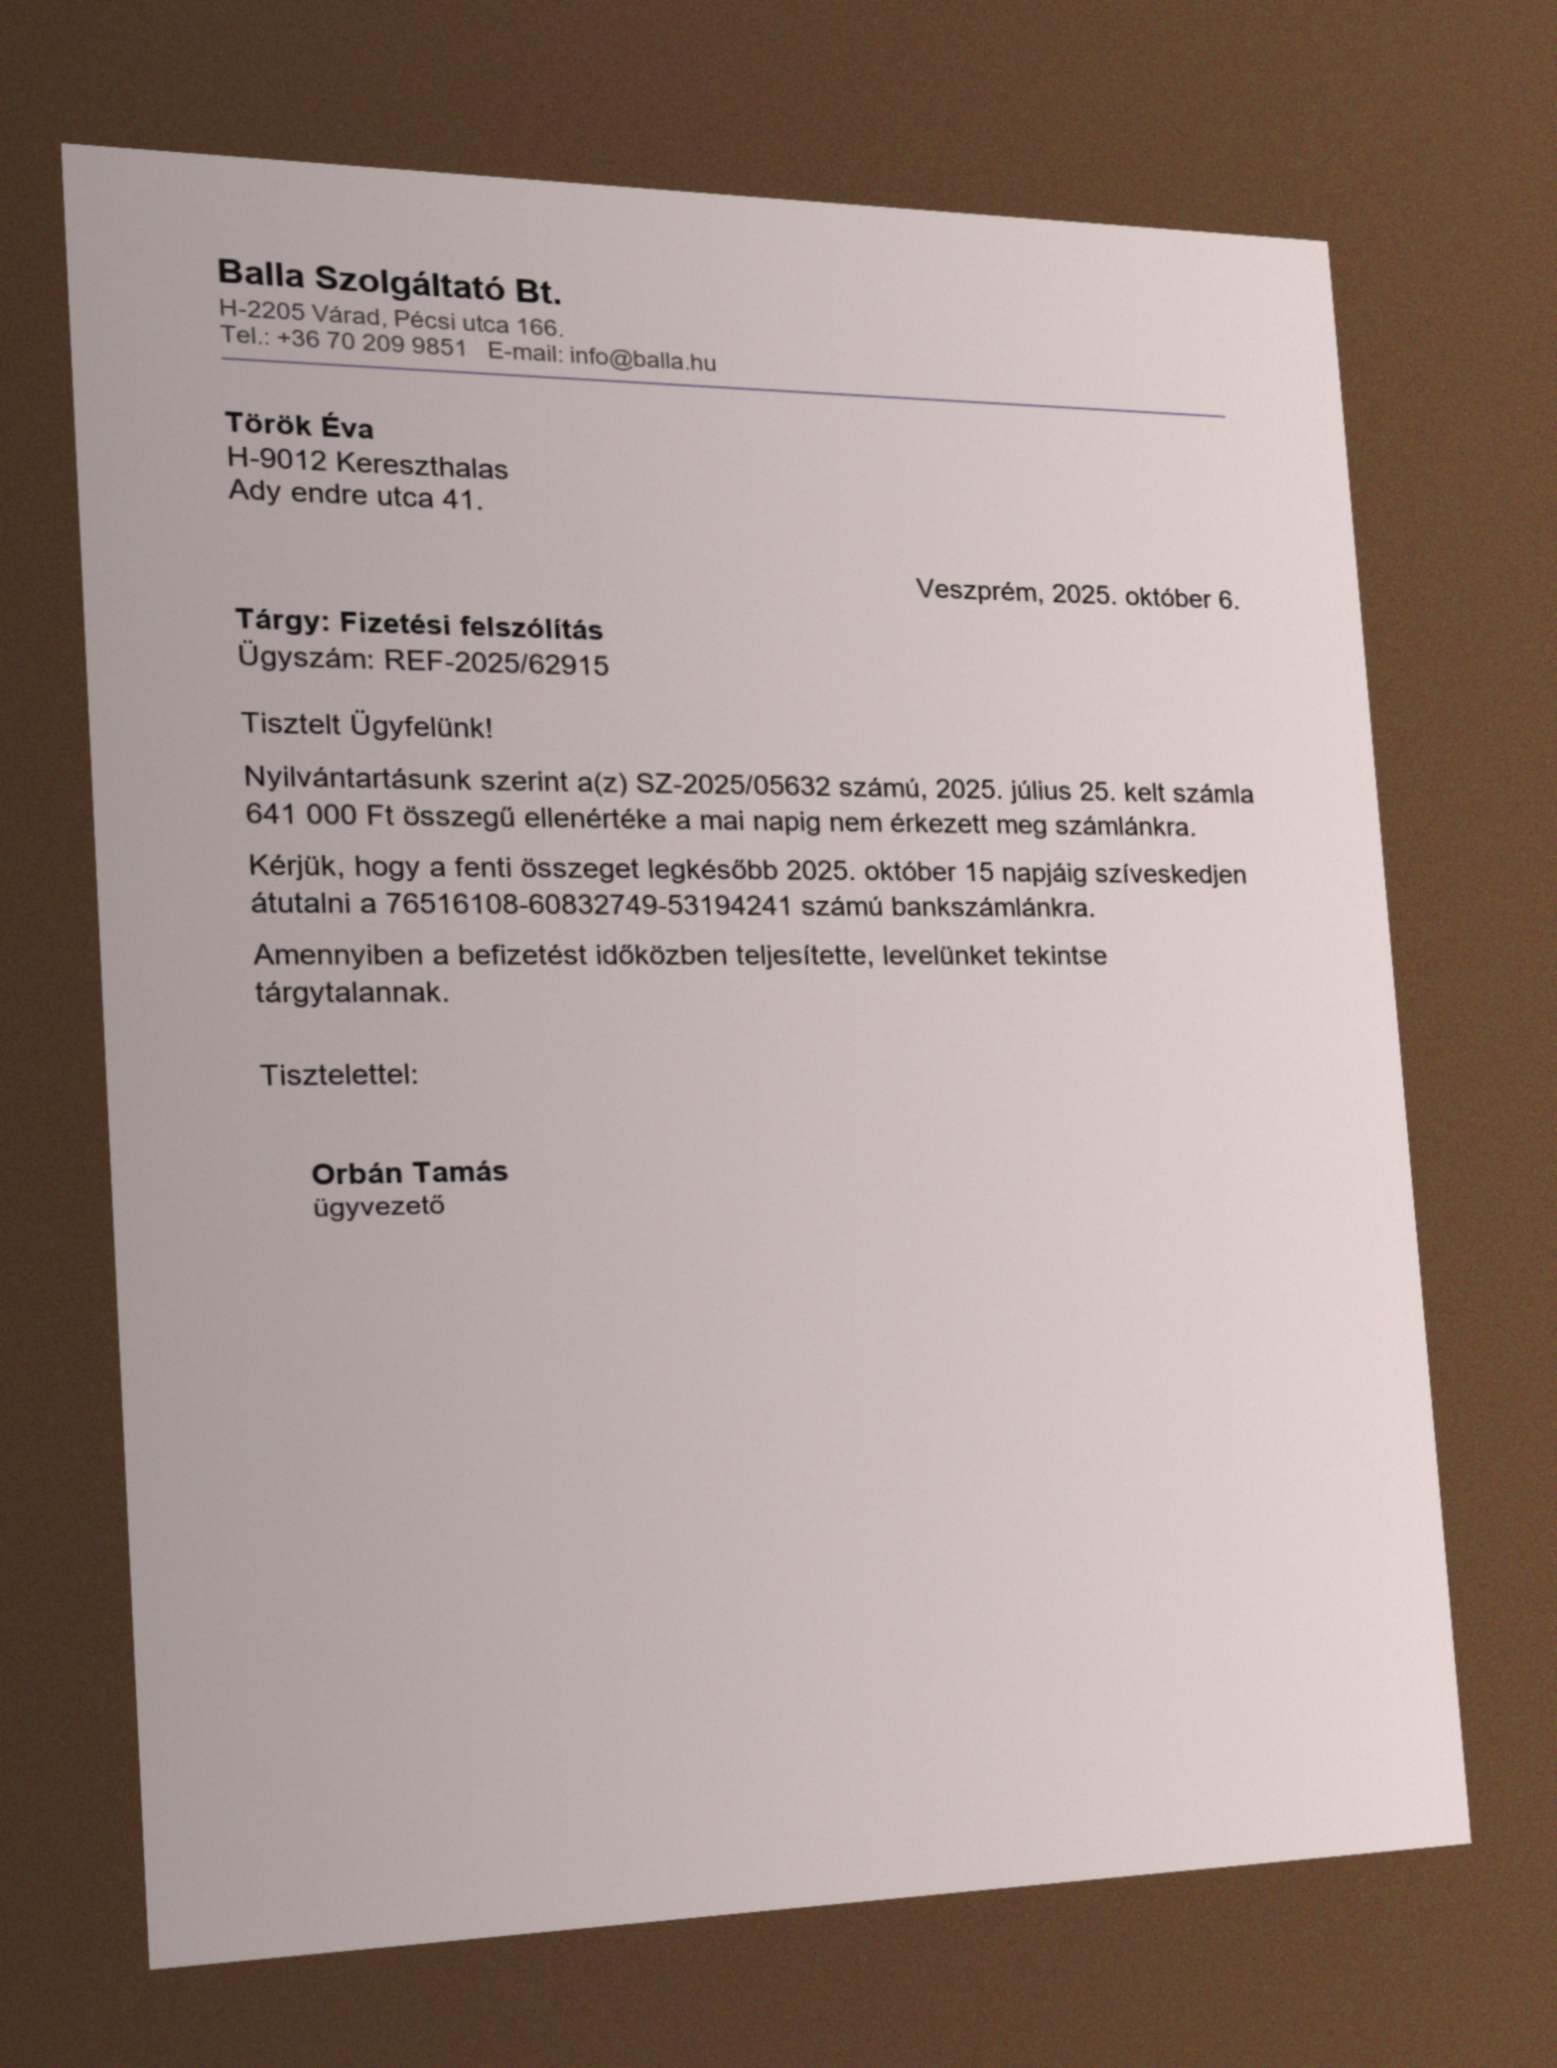 Balla Szolgáltató Bt.
H-2205 Várad, Pécsi utca 166.
Tel.: +36 70 209 9851 E-mail: info@balla.hu
Török Éva
H-9012 Kereszthalas
Ady endre utca 41.
Veszprém, 2025. október 6.
Tárgy: Fizetési felszólítás
Ügyszám: REF-2025/62915
Tisztelt Ügyfelünk!
Nyilvántartásunk szerint a(z) SZ-2025/05632 számú, 2025. július 25. kelt számla
641 000 Ft összegű ellenértéke a mai napig nem érkezett meg számlánkra.
Kérjük, hogy a fenti összeget legkésőbb 2025. október 15 napjáig szíveskedjen
átutalni a 76516108-60832749-53194241 számú bankszámlánkra.
Amennyiben a befizetést időközben teljesítette, levelünket tekintse
tárgytalannak.
Tisztelettel:
Orbán Tamás
ügyvezető